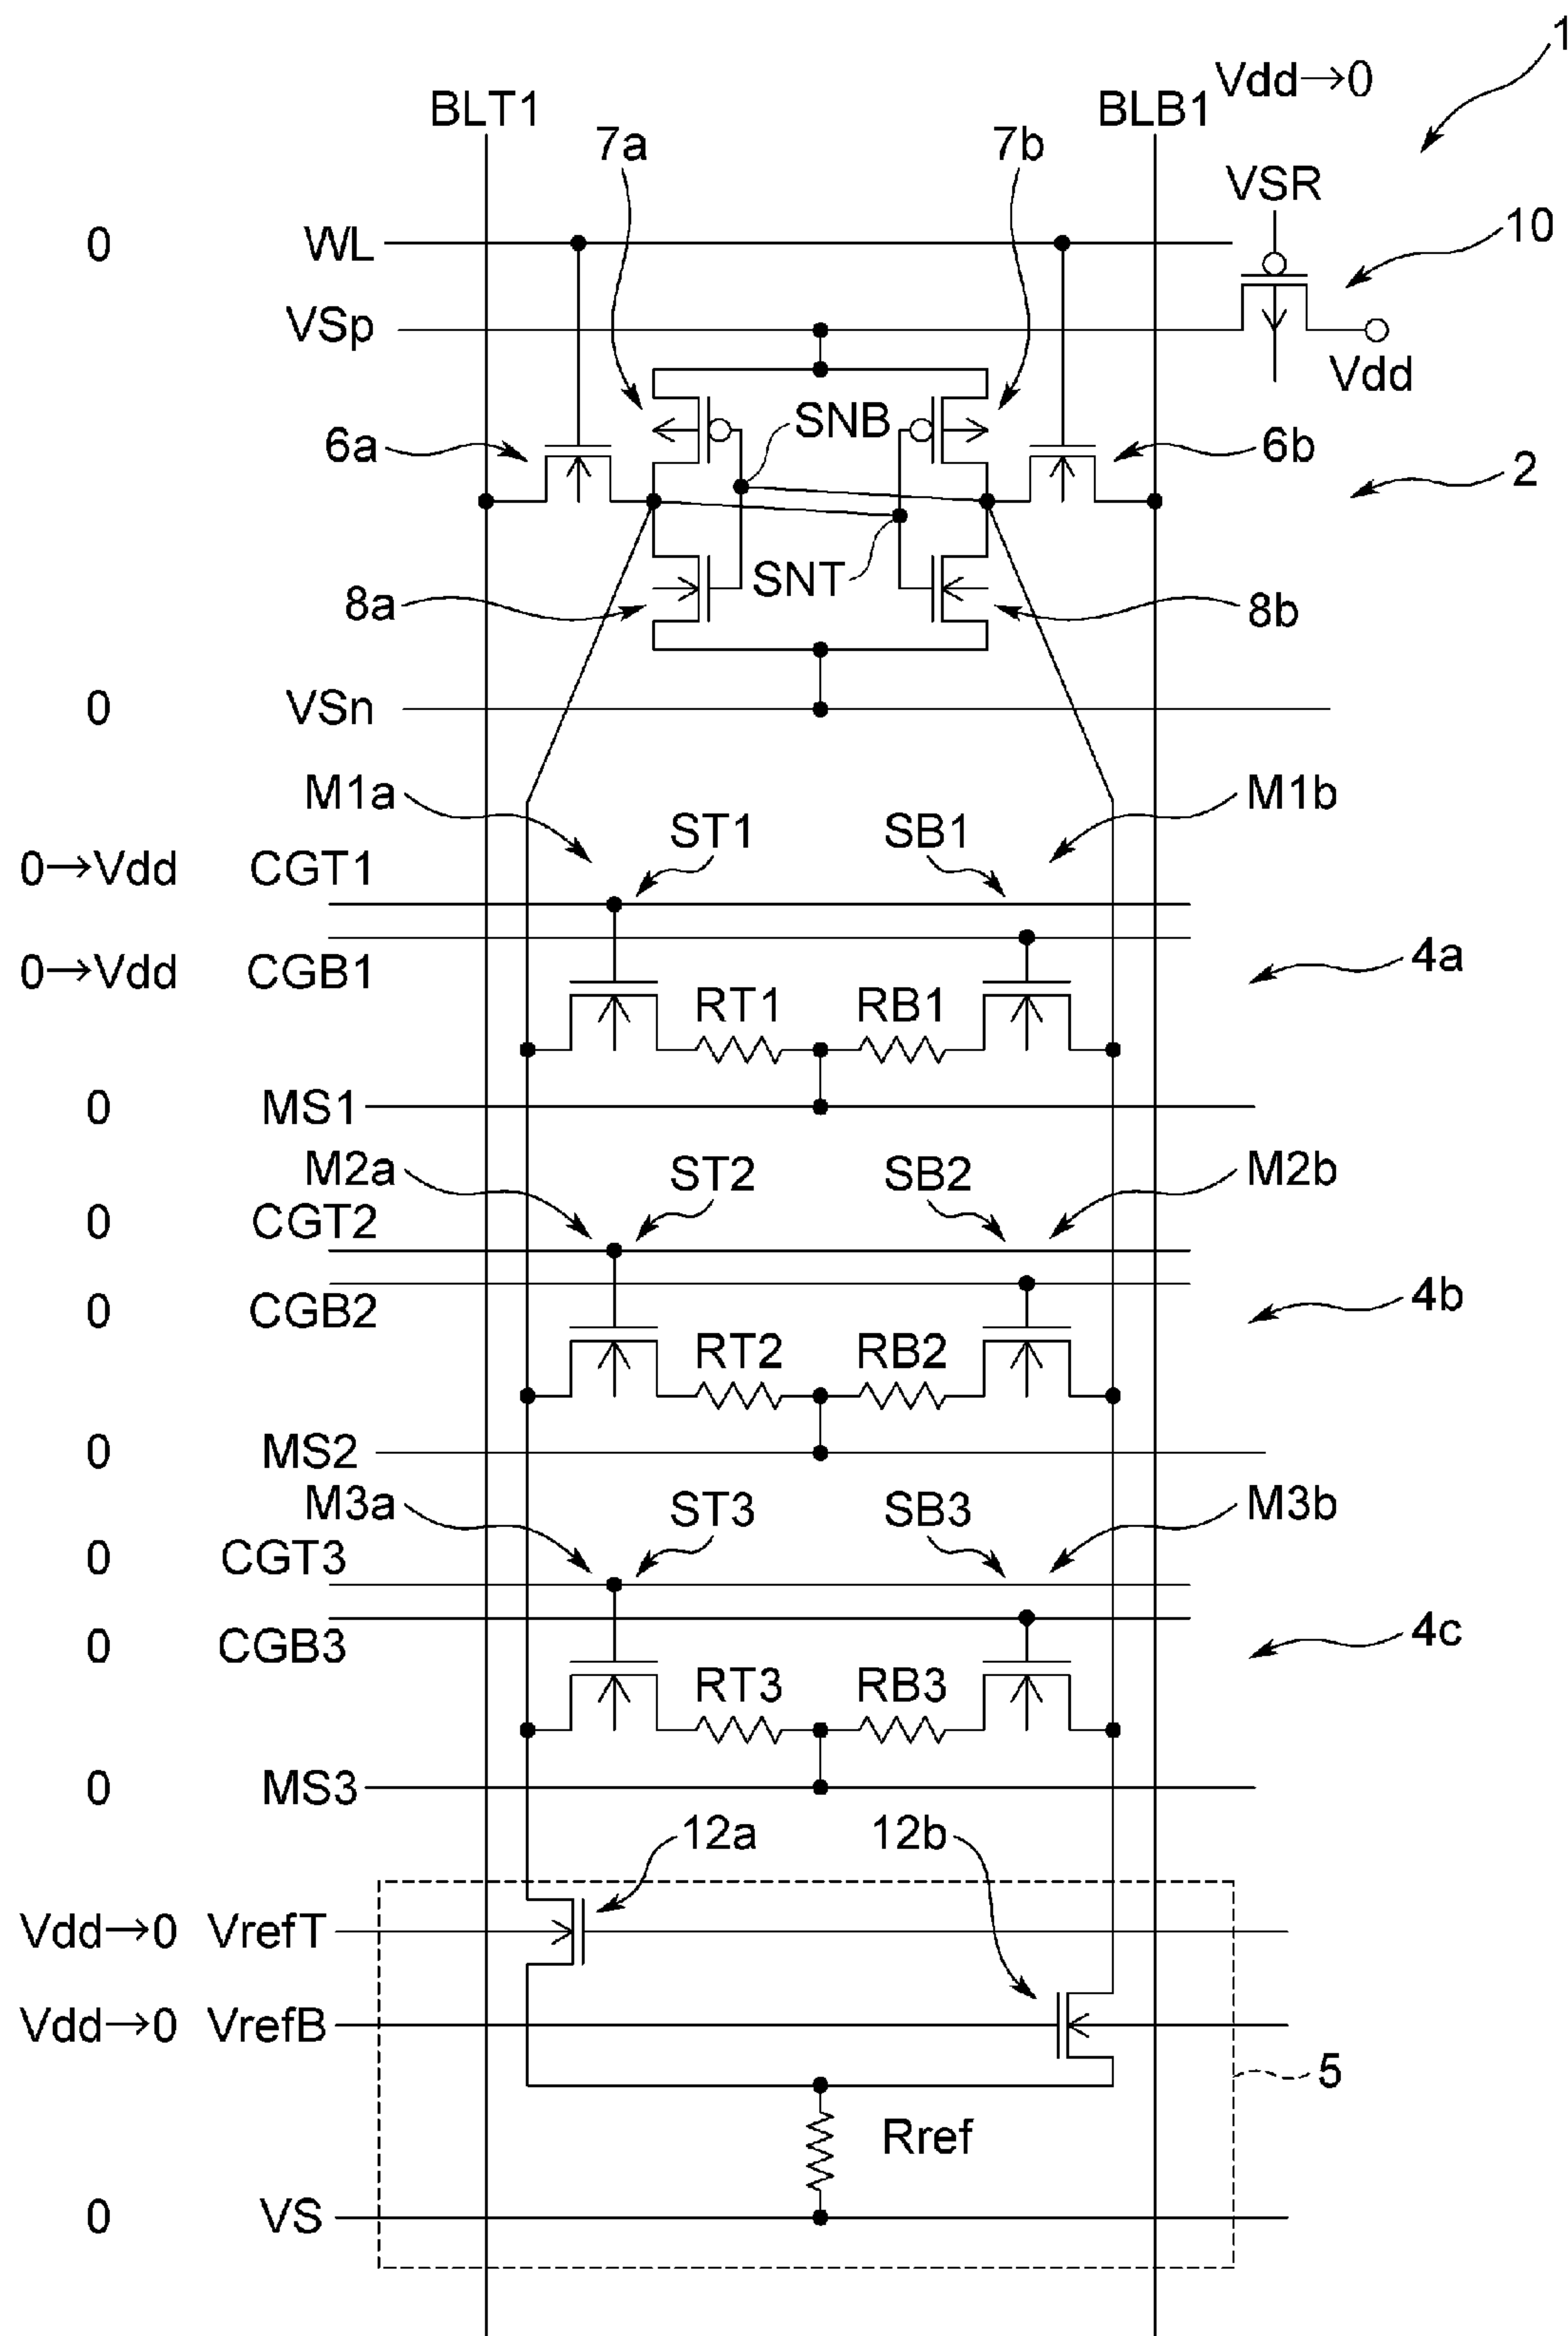 1
Vdd→0
BLT1
BLB1
7a
7b
VSR
10
0 WL
VSp
Vdd
SNB
6a
6b
2
SNT
8a
8b
0 VSn
M1a
M1b
ST1
SB1
0→Vdd CGT1
4a
0→Vdd CGB1
RT1
RB1
0 MS1
M2a
ST2
SB2
M2b
0 CGT2
4b
0 CGB2
RT2
RB2
0 MS2
M3a
ST3
SB3
M3b
0 CGT3
4c
0 CGB3
RT3
RB3
0 MS3
12a
12b
Vdd→0 VrefT
Vdd→0 VrefB
5
Rref
0 VS